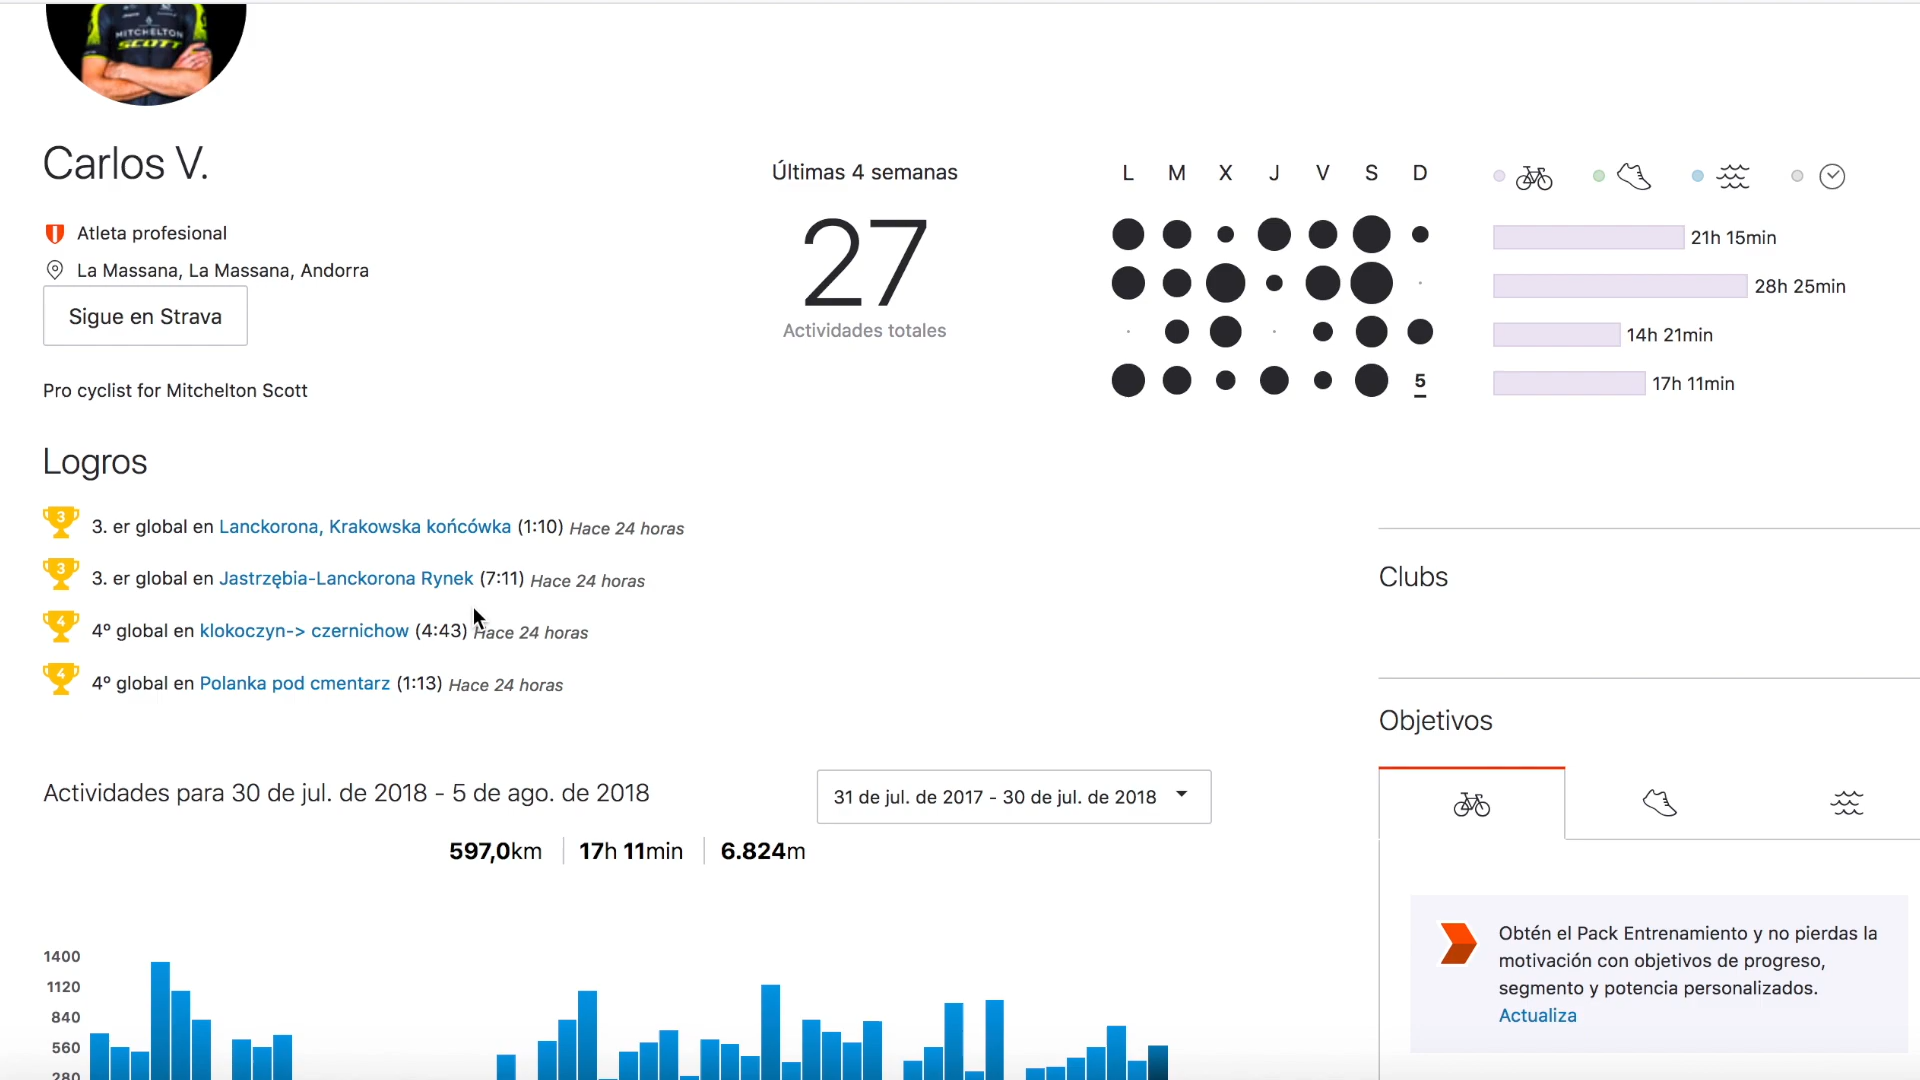 MITCHELTON
SCOTT
Carlos V.
Atleta profesional
La Massana, La Massana, Andorra
Sigue en Strava
Pro cyclist for Mitchelton Scott
Últimas 4 semanas
27
Actividades totales
L M X J V S D
5
21h 15min
28h 25min
14h 21min
17h 11min
Logros
3 3. er global en Lanckorona, Krakowska końcówka (1:10) Hace 24 horas
3 3. er global en Jastrzębia-Lanckorona Rynek (7:11) Hace 24 horas
4 4º global en klokoczyn-> czernichow (4:43) Hace 24 horas
4 4º global en Polanka pod cmentarz (1:13) Hace 24 horas
Actividades para 30 de jul. de 2018 - 5 de ago. de 2018
31 de jul. de 2017 - 30 de jul. de 2018
597,0km 17h 11min 6.824m
1400
1120
840
560
280
Clubs
Objetivos
Obtén el Pack Entrenamiento y no pierdas la
motivación con objetivos de progreso,
segmento y potencia personalizados.
Actualiza